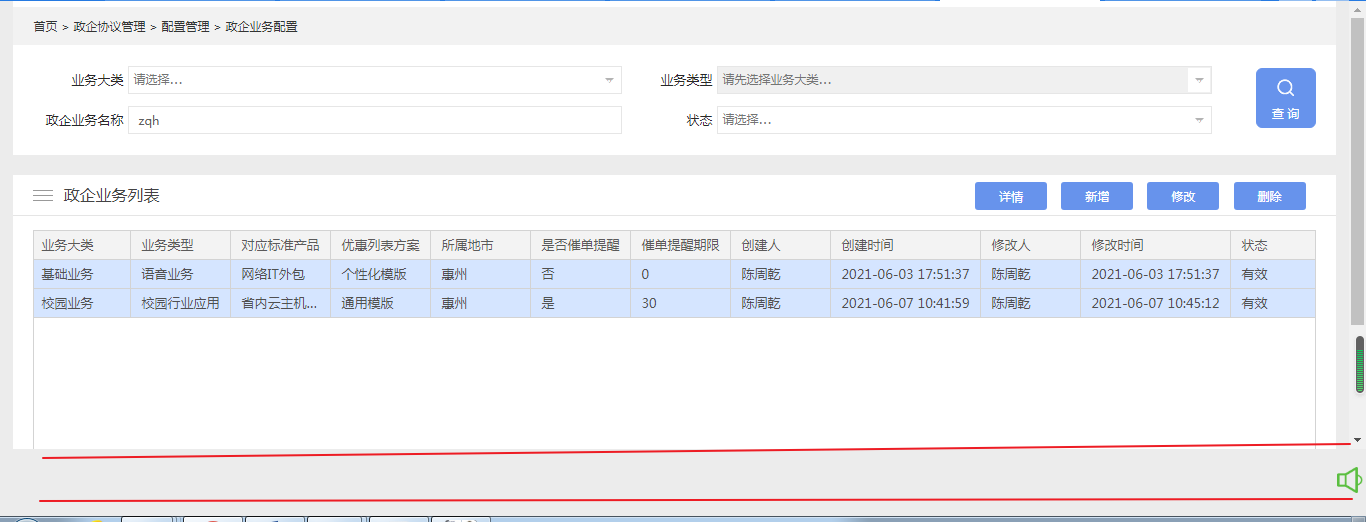 首页 > 政企协议管理 > 配置管理 > 政企业务配置
业务大类 请选择... 业务类型 请先选择业务大类...
政企业务名称 zqh 状态 请选择...
查 询
政企业务列表 详情 新增 修改 删除
业务大类 业务类型 对应标准产品 优惠列表方案 所属地市 是否催单提醒 催单提醒期限 创建人 创建时间 修改人 修改时间 状态
基础业务 语音业务 网络IT外包 个性化模版 惠州 否 0 陈周乾 2021-06-03 17:51:37 陈周乾 2021-06-03 17:51:37 有效
校园业务 校园行业应用 省内云主机... 通用模版 惠州 是 30 陈周乾 2021-06-07 10:41:59 陈周乾 2021-06-07 10:45:12 有效